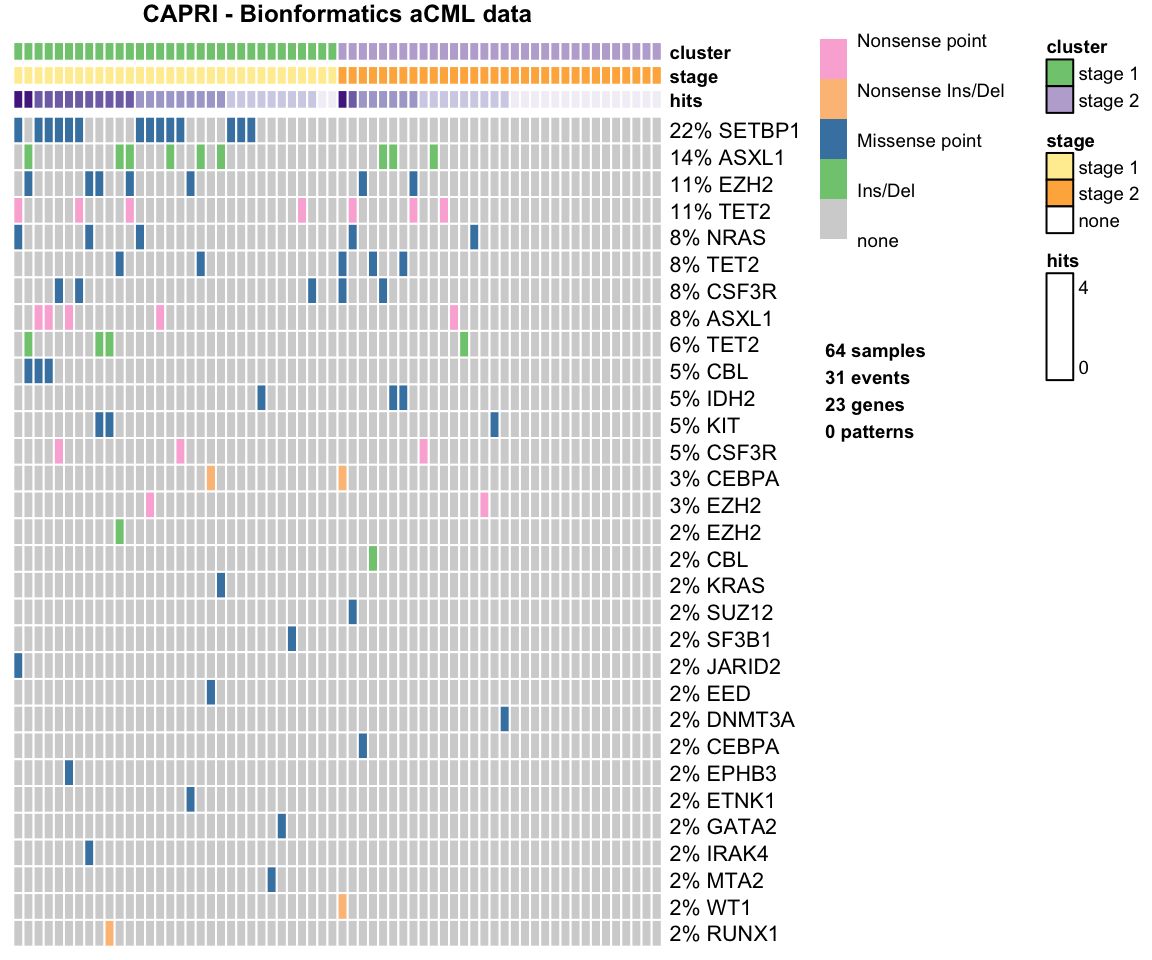 CAPRI - Bionformatics aCML data
cluster
stage
hits
22% SETBP1
14% ASXL1
11% EZH2
11% TET2
8% NRAS
8% TET2
8% CSF3R
8% ASXL1
6% TET2
5% CBL
5% IDH2
5% KIT
5% CSF3R
3% CEBPA
3% EZH2
2% EZH2
2% CBL
2% KRAS
2% SUZ12
2% SF3B1
2% JARID2
2% EED
2% DNMT3A
2% CEBPA
2% EPHB3
2% ETNK1
2% GATA2
2% IRAK4
2% MTA2
2% WT1
2% RUNX1
Nonsense point
Nonsense Ins/Del
Missense point
Ins/Del
none
64 samples
31 events
23 genes
0 patterns
cluster
stage 1
stage 2
stage
stage 1
stage 2
none
hits
4
0